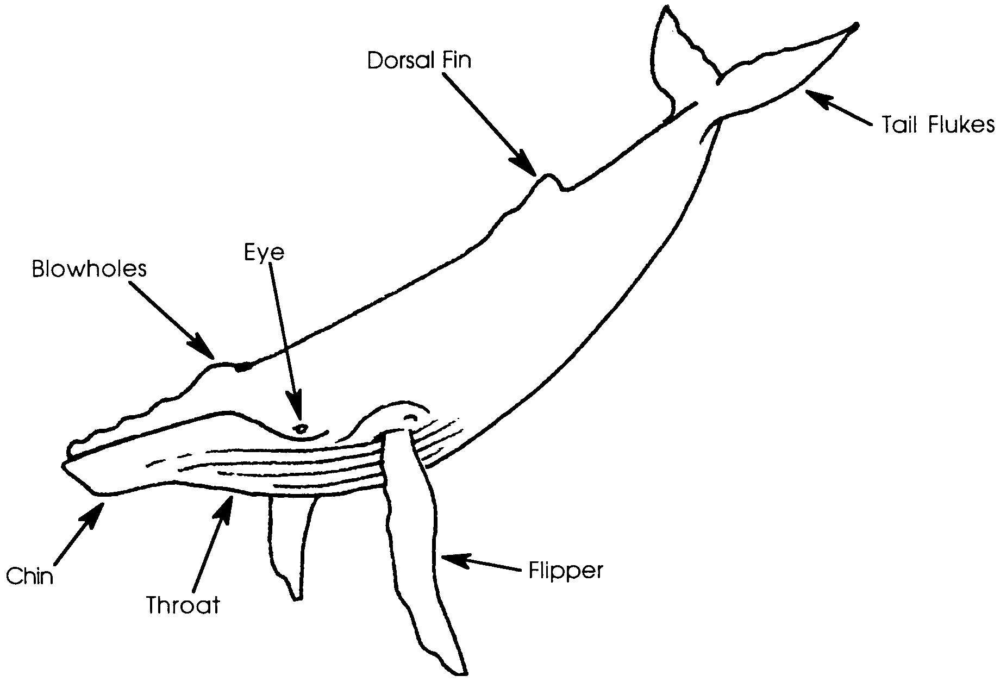 Dorsal Fin
Tail Flukes
Eye
Blowholes
Chin
Throat
Flipper